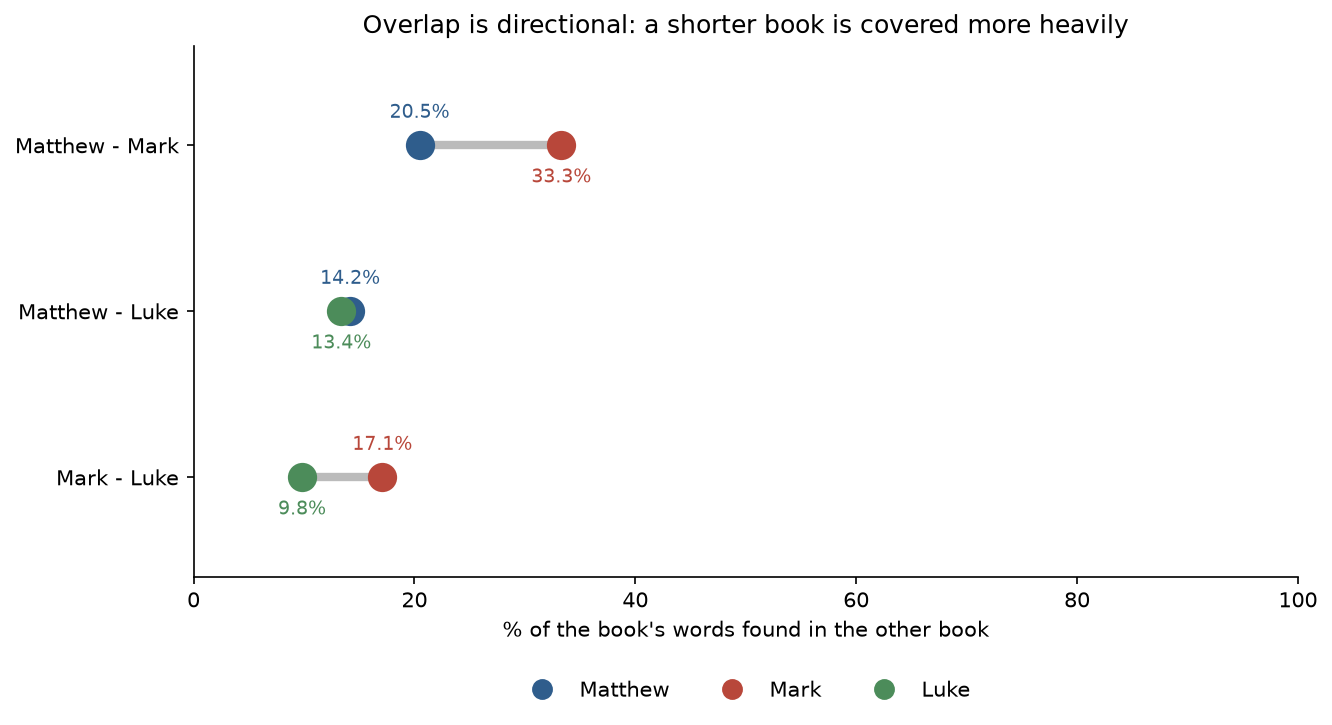 Overlap is directional: a shorter book is covered more heavily
20.5%
Matthew - Mark
33.3%
14.2%
Matthew - Luke
13.4%
17.1%
Mark - Luke
9.8%
0 20 40 60 80 100
% of the book's words found in the other book
Matthew Mark Luke